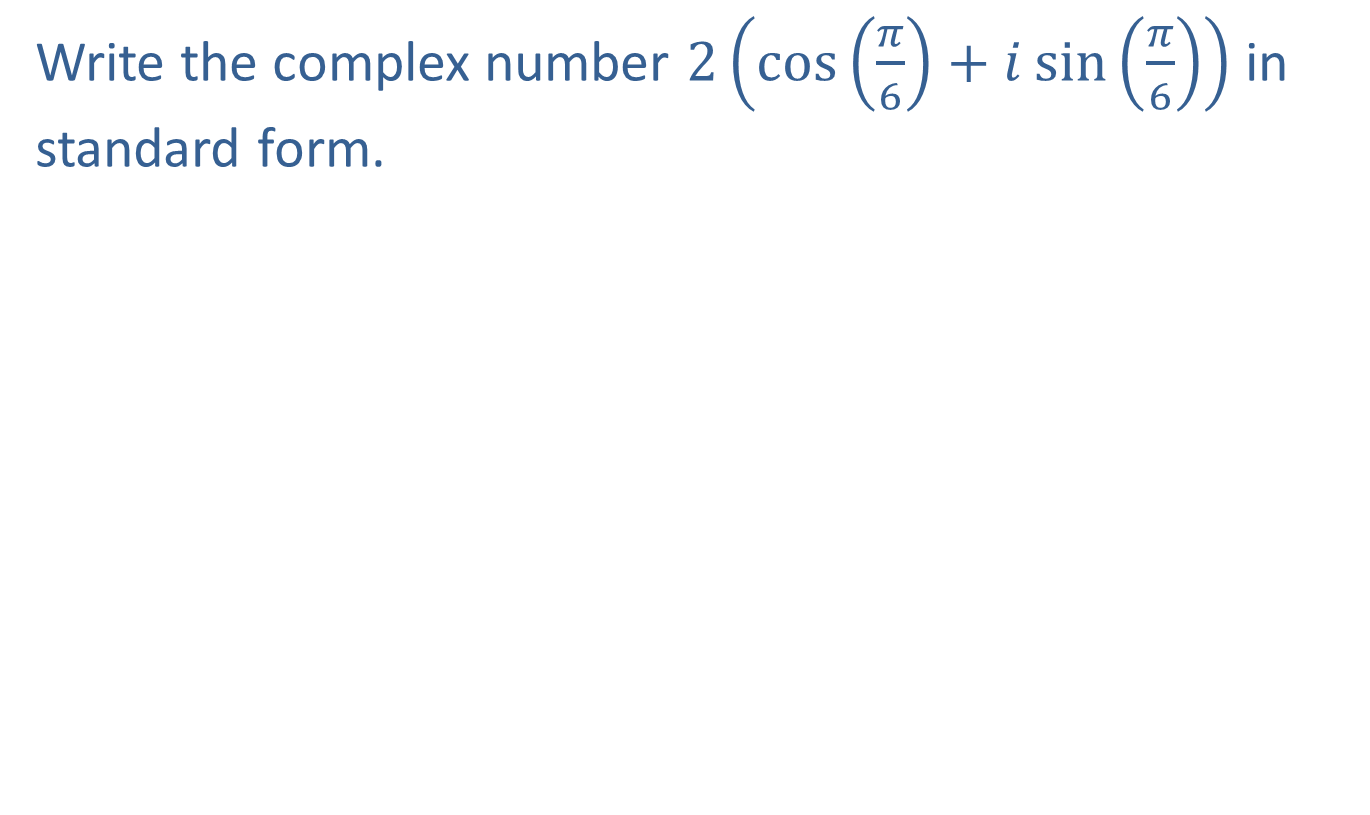 Write the complex number 2 (cos (π/6) + i sin (π/6)) in
standard form.